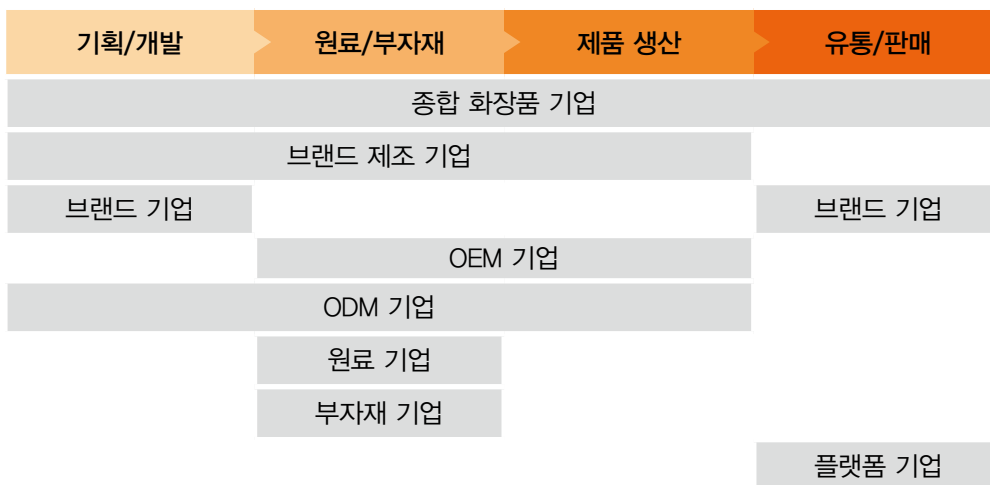 기획/개발 원료/부자재 제품 생산 유통/판매
종합 화장품 기업
브랜드 제조 기업
브랜드 기업 브랜드 기업
OEM 기업
ODM 기업
원료 기업
부자재 기업
플랫폼 기업